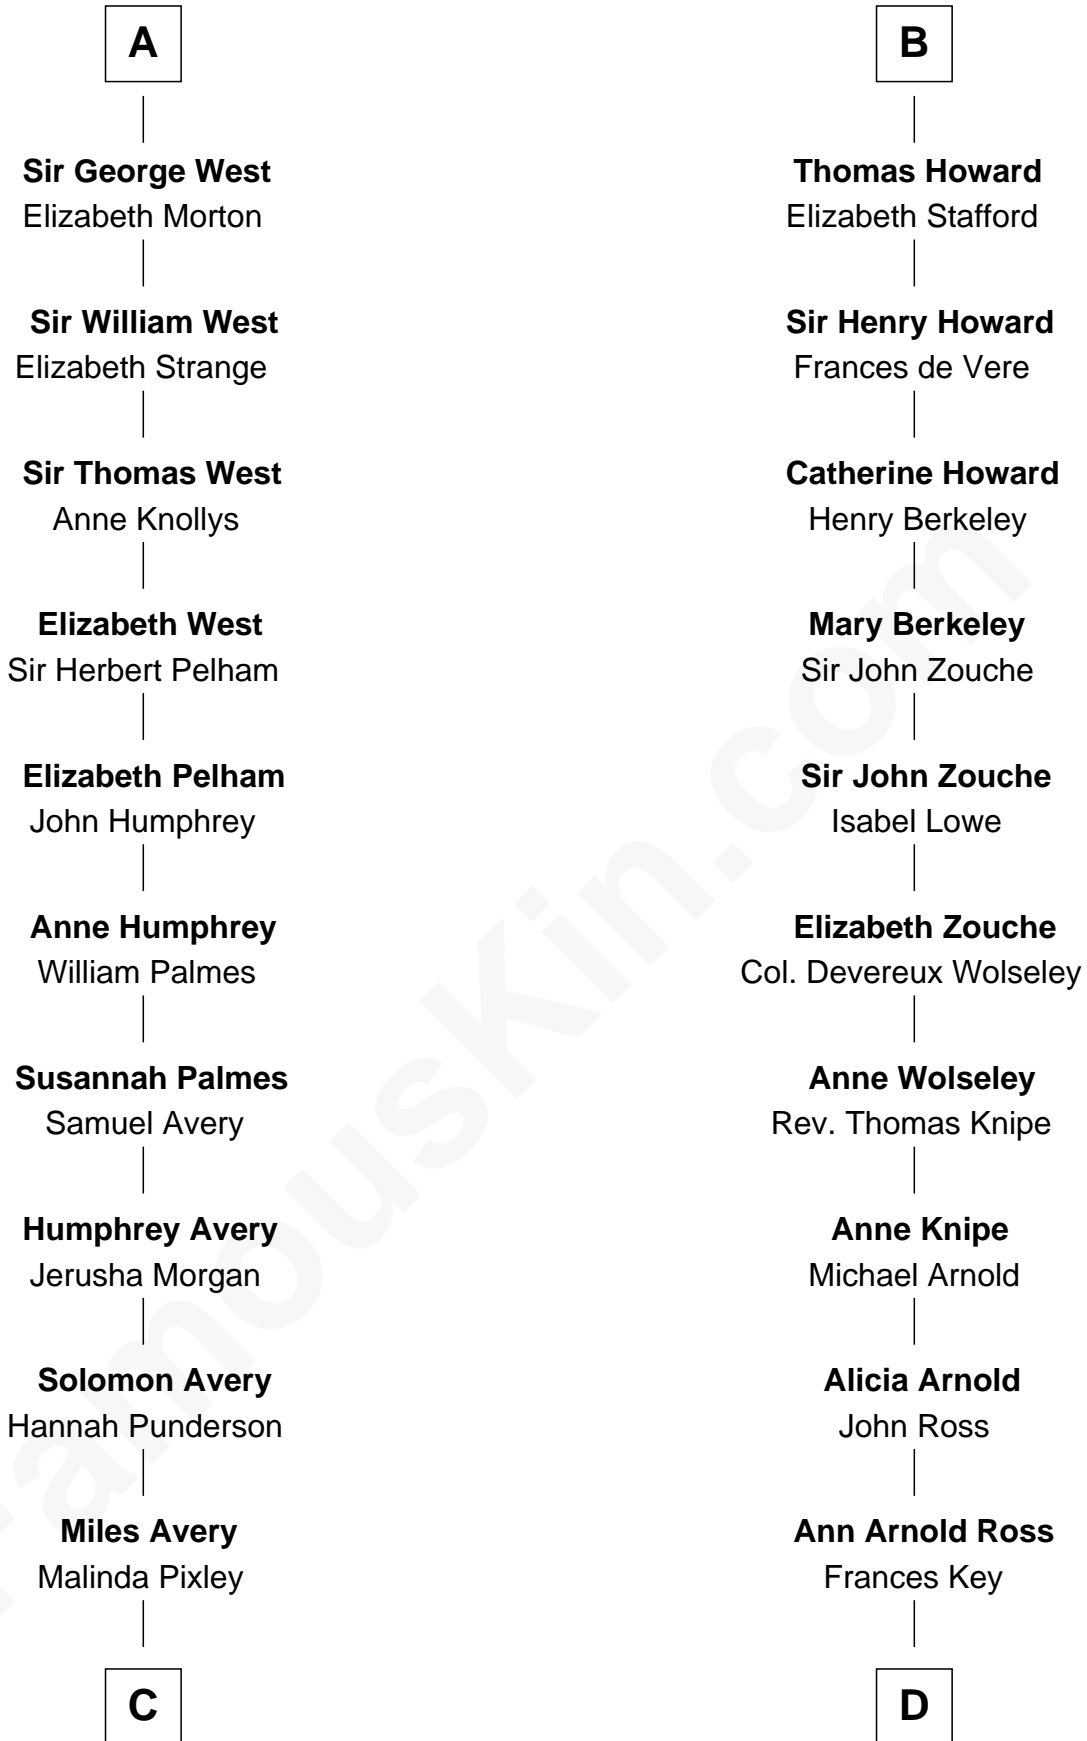 A
Sir George West
Elizabeth Morton
Sir William West
Elizabeth Strange
Sir Thomas West
Anne Knollys
Elizabeth West
Sir Herbert Pelham
Elizabeth Pelham
John Humphrey
Anne Humphrey
William Palmes
Susannah Palmes
Samuel Avery
Humphrey Avery
Jerusha Morgan
Solomon Avery
Hannah Punderson
Miles Avery
Malinda Pixley
C
B
Thomas Howard
Elizabeth Stafford
Sir Henry Howard
Frances de Vere
Catherine Howard
Henry Berkeley
Mary Berkeley
Sir John Zouche
Sir John Zouche
Isabel Lowe
Elizabeth Zouche
Col. Devereux Wolseley
Anne Wolseley
Rev. Thomas Knipe
Anne Knipe
Michael Arnold
Alicia Arnold
John Ross
Ann Arnold Ross
Frances Key
D
FamousKin.com